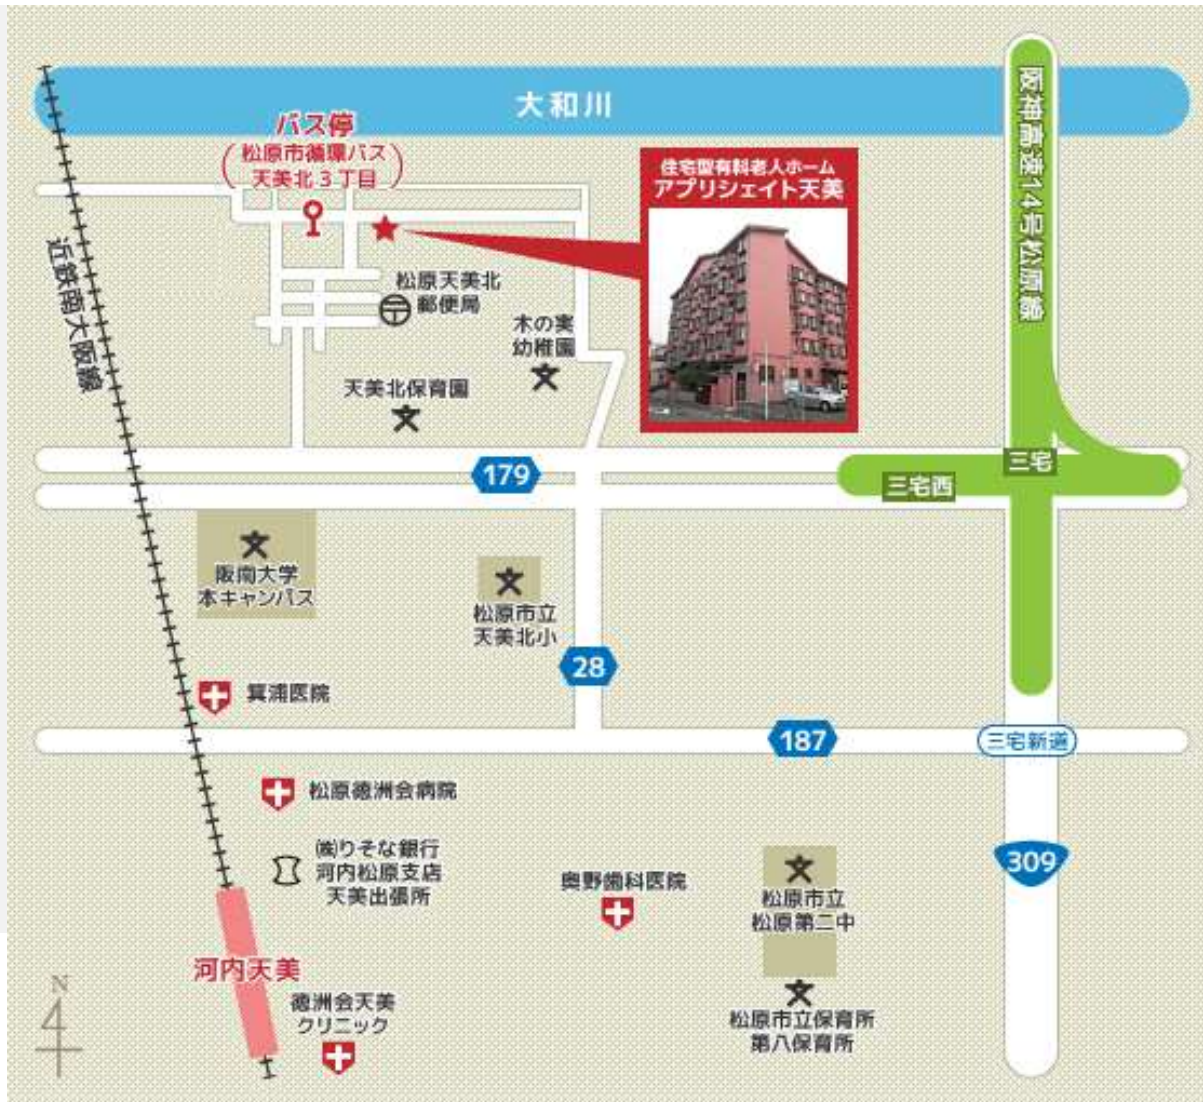 大和川
バス停
(松原市循環バス
天美北3丁目)
住宅型有料老人ホーム
アプリシェイト天美
阪神高速14号松原線
近鉄南大阪線
松原天美北
郵便局
木の実
幼稚園
天美北保育園
179
三宅
三宅西
阪南大学
本キャンパス
松原市立
天美北小
28
箕浦医院
187
三宅新道
松原徳洲会病院
㈱りそな銀行
河内松原支店
天美出張所
309
奥野歯科医院
松原市立
松原第二中
河内天美
徳洲会天美
クリニック
松原市立保育所
第八保育所
N